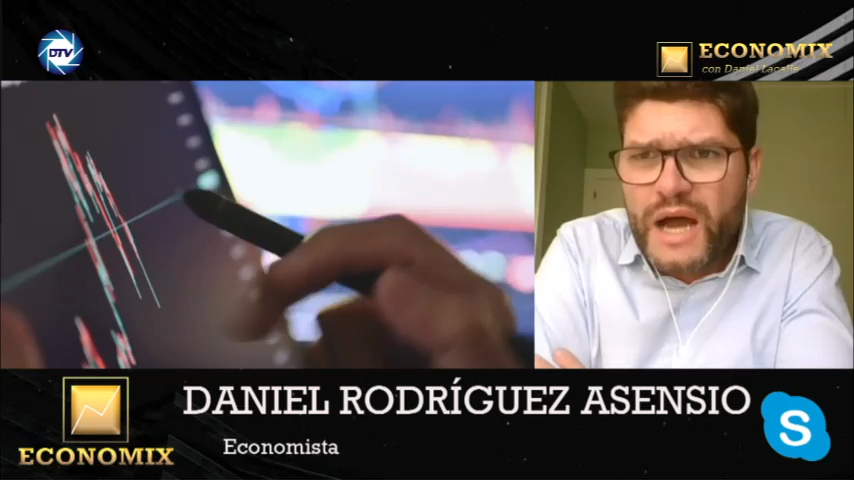 DTV
ECONOMIX
con Daniel Lacalle
DANIEL RODRÍGUEZ ASENSIO
Economista
ECONOMIX
S